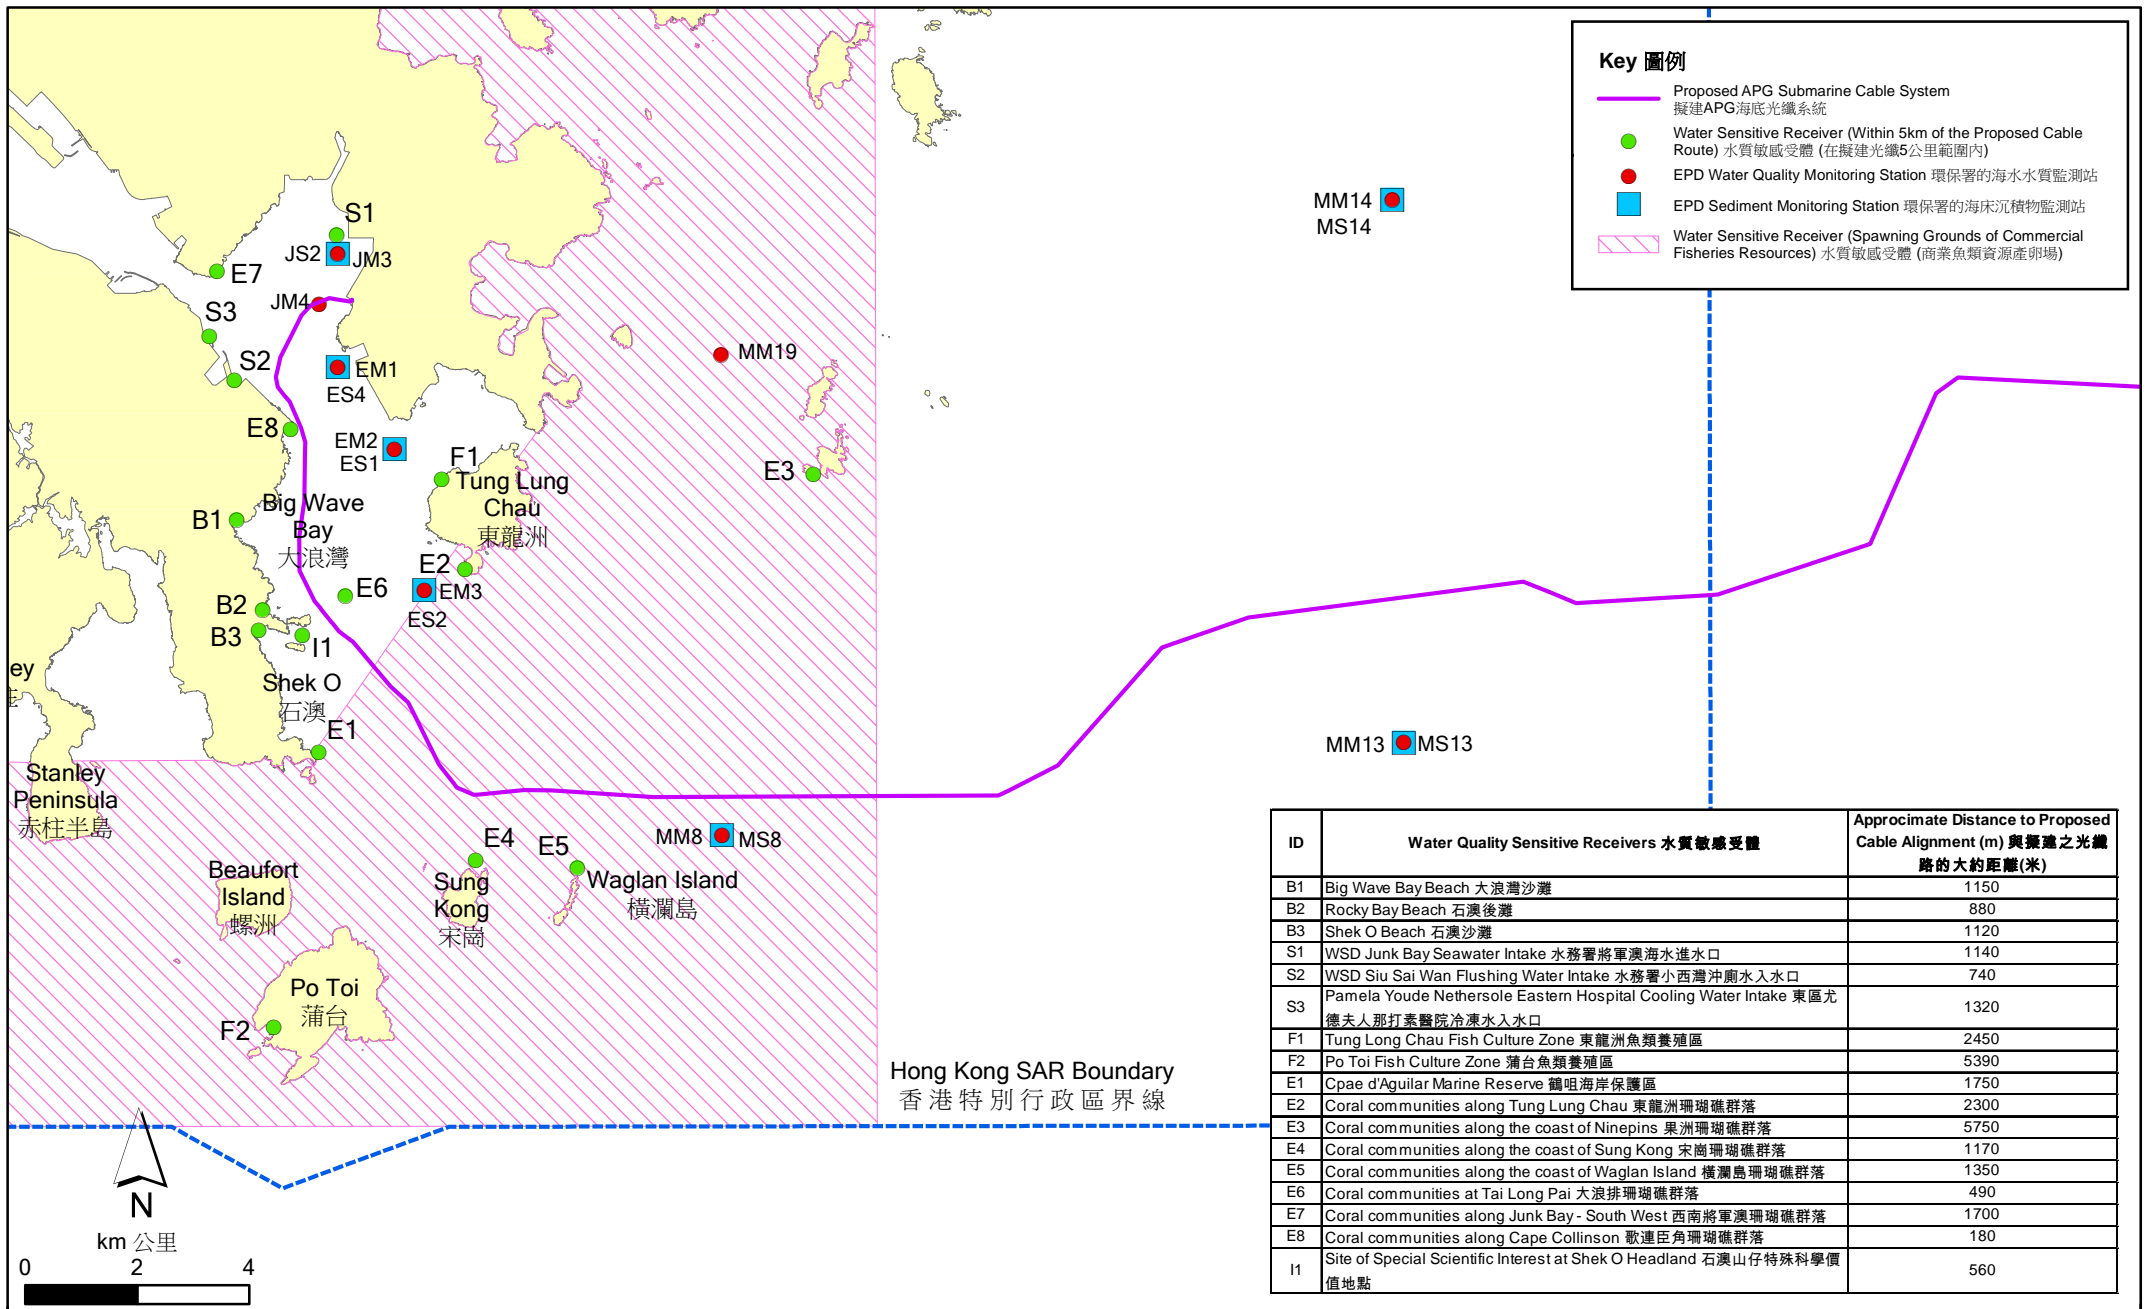 Key 圖例
Proposed APG Submarine Cable System
擬建APG海底光纖系統
Water Sensitive Receiver (Within 5km of the Proposed Cable
Route) 水質敏感受體 (在擬建光纖5公里範圍內)
EPD Water Quality Monitoring Station 環保署的海水水質監測站
EPD Sediment Monitoring Station 環保署的海床沉積物監測站
Water Sensitive Receiver (Spawning Grounds of Commercial
Fisheries Resources) 水質敏感受體 (商業魚類資源產卵場)
MM14
MS14
S1
JS2
JM3
E7
JM4
S3
S2
MM19
EM1
ES4
E8
EM2
ES1
F1
E3
Tung Lung
Chau
東龍洲
Big Wave
Bay
大浪灣
B1
E2
E6
EM3
ES2
B2
B3
I1
ey
Shek O
石澳
E1
MM13
MS13
Stanley
Peninsula
赤柱半島
E4
E5
MM8
MS8
Beaufort
Island
螺洲
Sung
Kong
宋崗
Waglan Island
橫瀾島
Po Toi
蒲台
F2
Hong Kong SAR Boundary
香港特別行政區界線
N
km 公里
0 2 4
ID
Water Quality Sensitive Receivers 水質敏感受體
Approcimate Distance to Proposed
Cable Alignment (m) 與擬建之光纖
路的大約距離(米)
B1 Big Wave Bay Beach 大浪灣沙灘 1150
B2 Rocky Bay Beach 石澳後灘 880
B3 Shek O Beach 石澳沙灘 1120
S1 WSD Junk Bay Seawater Intake 水務署將軍澳海水進水口 1140
S2 WSD Siu Sai Wan Flushing Water Intake 水務署小西灣沖廁水入水口 740
S3 Pamela Youde Nethersole Eastern Hospital Cooling Water Intake 東區尤
德夫人那打素醫院冷凍水入水口 1320
F1 Tung Long Chau Fish Culture Zone 東龍洲魚類養殖區 2450
F2 Po Toi Fish Culture Zone 蒲台魚類養殖區 5390
E1 Cpae d'Aguilar Marine Reserve 鶴咀海岸保護區 1750
E2 Coral communities along Tung Lung Chau 東龍洲珊瑚礁群落 2300
E3 Coral communities along the coast of Ninepins 果洲珊瑚礁群落 5750
E4 Coral communities along the coast of Sung Kong 宋崗珊瑚礁群落 1170
E5 Coral communities along the coast of Waglan Island 橫瀾島珊瑚礁群落 1350
E6 Coral communities at Tai Long Pai 大浪排珊瑚礁群落 490
E7 Coral communities along Junk Bay - South West 西南將軍澳珊瑚礁群落 1700
E8 Coral communities along Cape Collinson 歌連臣角珊瑚礁群落 180
I1 Site of Special Scientific Interest at Shek O Headland 石澳山仔特殊科學價
值地點 560